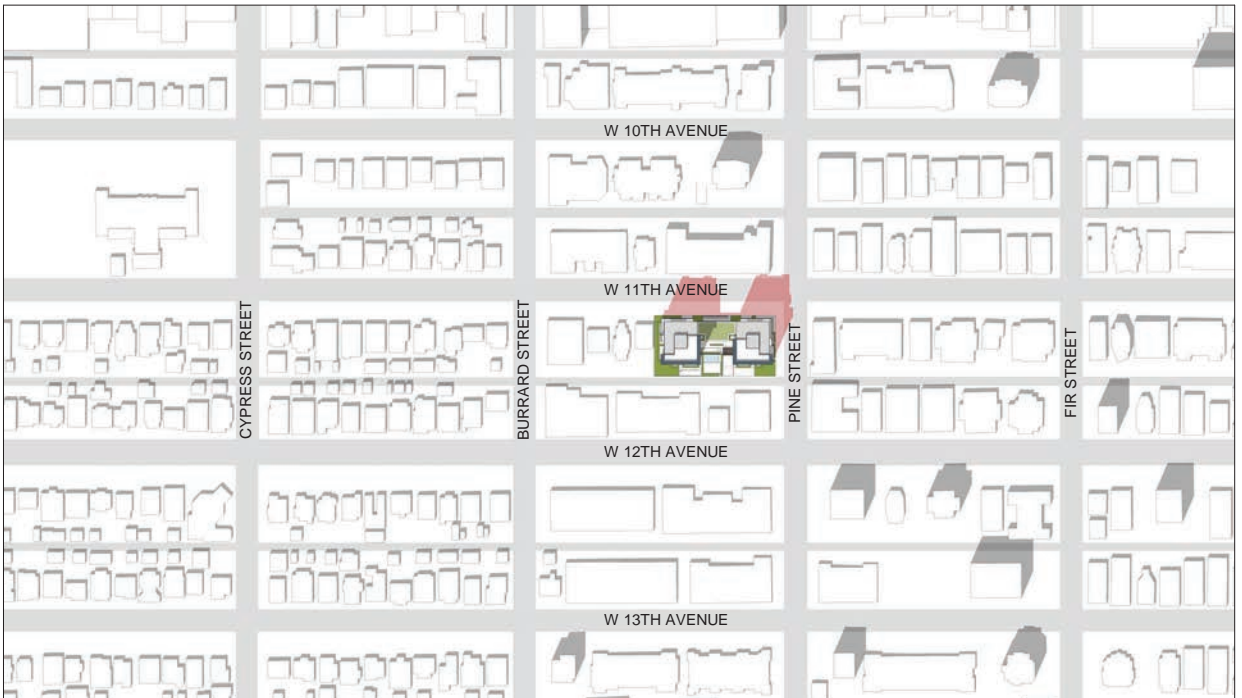 W 10TH AVENUE
W 11TH AVENUE
CYPRESS STREET
BURRARD STREET
PINE STREET
FIR STREET
W 12TH AVENUE
W 13TH AVENUE